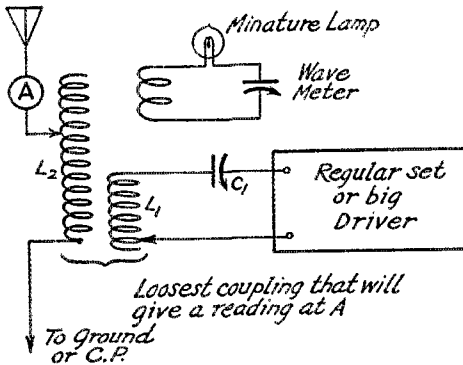 Minature Lamp
A
Wave
Meter
L2
L1
C1
Regular set
or big
Driver
Loosest coupling that will
give a reading at A
To Ground
or C.P.